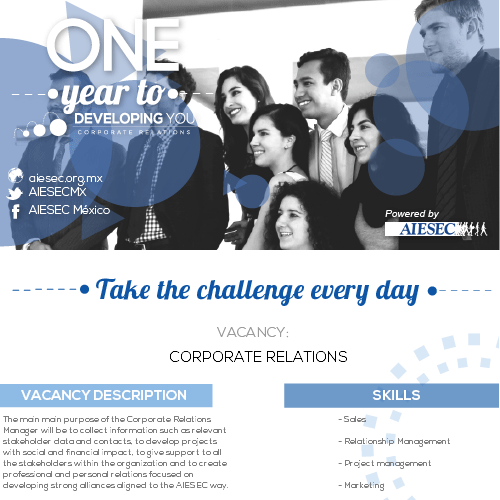 ONE
year to
DEVELOPING YOU
CORPORATE RELATIONS
aiesec.org.mx
AIESECMX
AIESEC México
Powered by
AIESEC
Take the challenge every day
VACANCY:
CORPORATE RELATIONS
VACANCY DESCRIPTION
The main main purpose of the Corporate Relations
Manager will be to collect information such as relevant
stakeholder data and contacts, to develop projects
with social and financial impact, to give support to all
the stakeholders within the organization and to create
professional and personal relations focused on
developing strong alliances aligned to the AIESEC way.
SKILLS
- Sales
- Relationship Management
- Project management
- Marketing